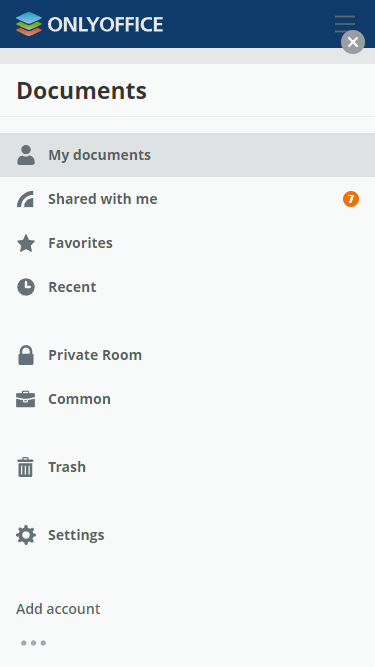 ONLYOFFICE
Documents
My documents
Shared with me
7
Favorites
Recent
Private Room
Common
Trash
Settings
Add account